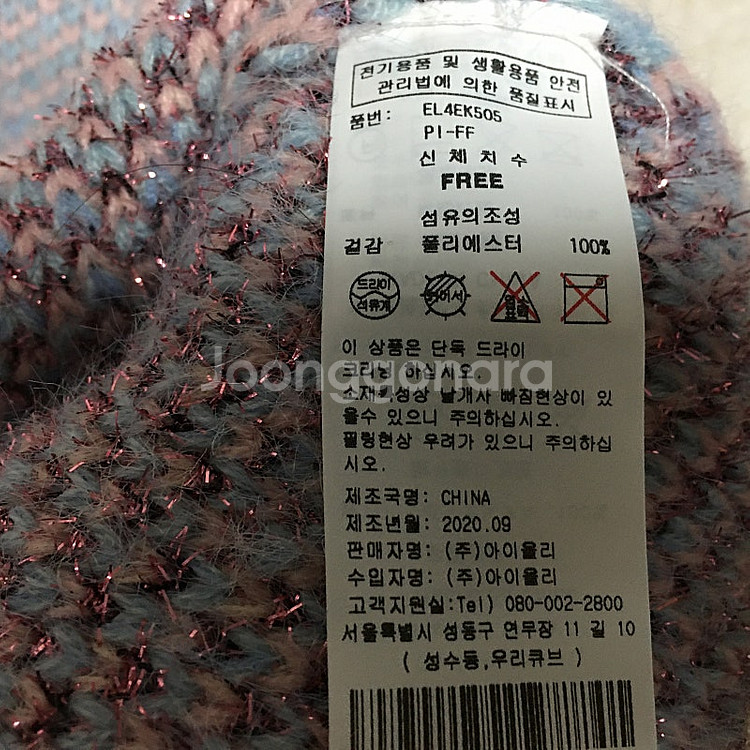 전기용품 및 생활용품 안전
관리법에 의한 품질표시
품번: EL4EK505
PI-FF
신체치수
FREE
섬유의조성
겉감 폴리에스터 100%
드라이
석유계
이 상품은 단독 드라이
크리닝 하십시오
소재 성상 날개사 빠짐현상이 있
을수 있으니 주의하십시오.
필링현상 우려가 있으니 주의하십
시오.
제조국명: CHINA
제조년월: 2020.09
판매자명: (주)아이올리
수입자명: (주)아이올리
고객지원실:Tel) 080-002-2800
서울특별시 성동구 연무장 11 길 10
( 성수동,우리큐브 )
Joongonara